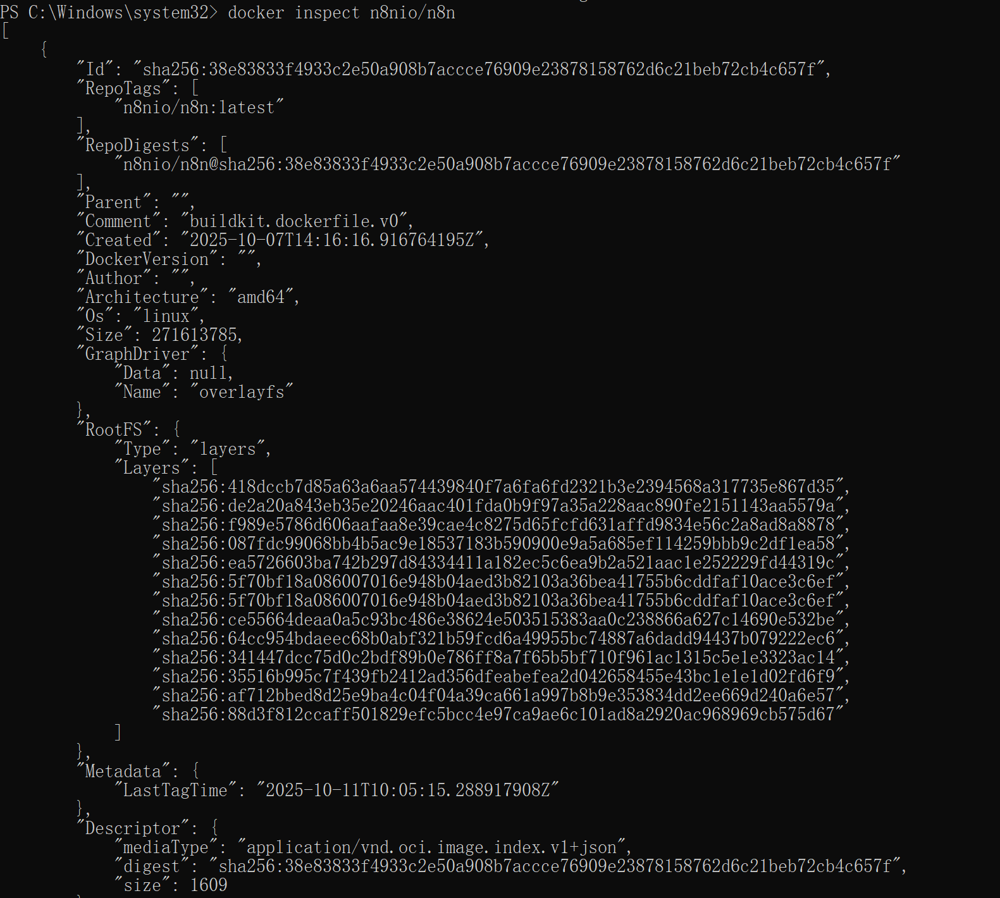 PS C:\Windows\system32> docker inspect n8nio/n8n
[
    {
        "Id": "sha256:38e83833f4933c2e50a908b7accce76909e23878158762d6c21beb72cb4c657f",
        "RepoTags": [
            "n8nio/n8n:latest"
        ],
        "RepoDigests": [
            "n8nio/n8n@sha256:38e83833f4933c2e50a908b7accce76909e23878158762d6c21beb72cb4c657f"
        ],
        "Parent": "",
        "Comment": "buildkit.dockerfile.v0",
        "Created": "2025-10-07T14:16:16.916764195Z",
        "DockerVersion": "",
        "Author": "",
        "Architecture": "amd64",
        "Os": "linux",
        "Size": 271613785,
        "GraphDriver": {
            "Data": null,
            "Name": "overlayfs"
        },
        "RootFS": {
            "Type": "layers",
            "Layers": [
                "sha256:418dccb7d85a63a6aa574439840f7a6fa6fd2321b3e2394568a317735e867d35",
                "sha256:de2a20a843eb35e20246aac401fda0b9f97a35a228aac890fe2151143aa5579a",
                "sha256:f989e5786d606aafaa8e39cae4c8275d65fcfd631affd9834e56c2a8ad8a8878",
                "sha256:087fdc99068bb4b5ac9e18537183b590900e9a5a685ef114259bbb9c2df1ea58",
                "sha256:ea5726603ba742b297d84334411a182ec5c6ea9b2a521aac1e252229fd44319c",
                "sha256:5f70bf18a086007016e948b04aed3b82103a36bea41755b6cddfaf10ace3c6ef",
                "sha256:5f70bf18a086007016e948b04aed3b82103a36bea41755b6cddfaf10ace3c6ef",
                "sha256:ce55664deaa0a5c93bc486e38624e503515383aa0c238866a627c14690e532be",
                "sha256:64cc954bdaeec68b0abf321b59fcd6a49955bc74887a6dadd94437b079222ec6",
                "sha256:341447dcc75d0c2bdf89b0e786ff8a7f65b5bf710f961ac1315c5e1e3323ac14",
                "sha256:35516b995c7f439fb2412ad356dfeabefea2d042658455e43bc1e1e1d02fd6f9",
                "sha256:af712bbed8d25e9ba4c04f04a39ca661a997b8b9e353834dd2ee669d240a6e57",
                "sha256:88d3f812ccaff501829efc5bcc4e97ca9ae6c101ad8a2920ac968969cb575d67"
            ]
        },
        "Metadata": {
            "LastTagTime": "2025-10-11T10:05:15.288917908Z"
        },
        "Descriptor": {
            "mediaType": "application/vnd.oci.image.index.v1+json",
            "digest": "sha256:38e83833f4933c2e50a908b7accce76909e23878158762d6c21beb72cb4c657f",
            "size": 1609